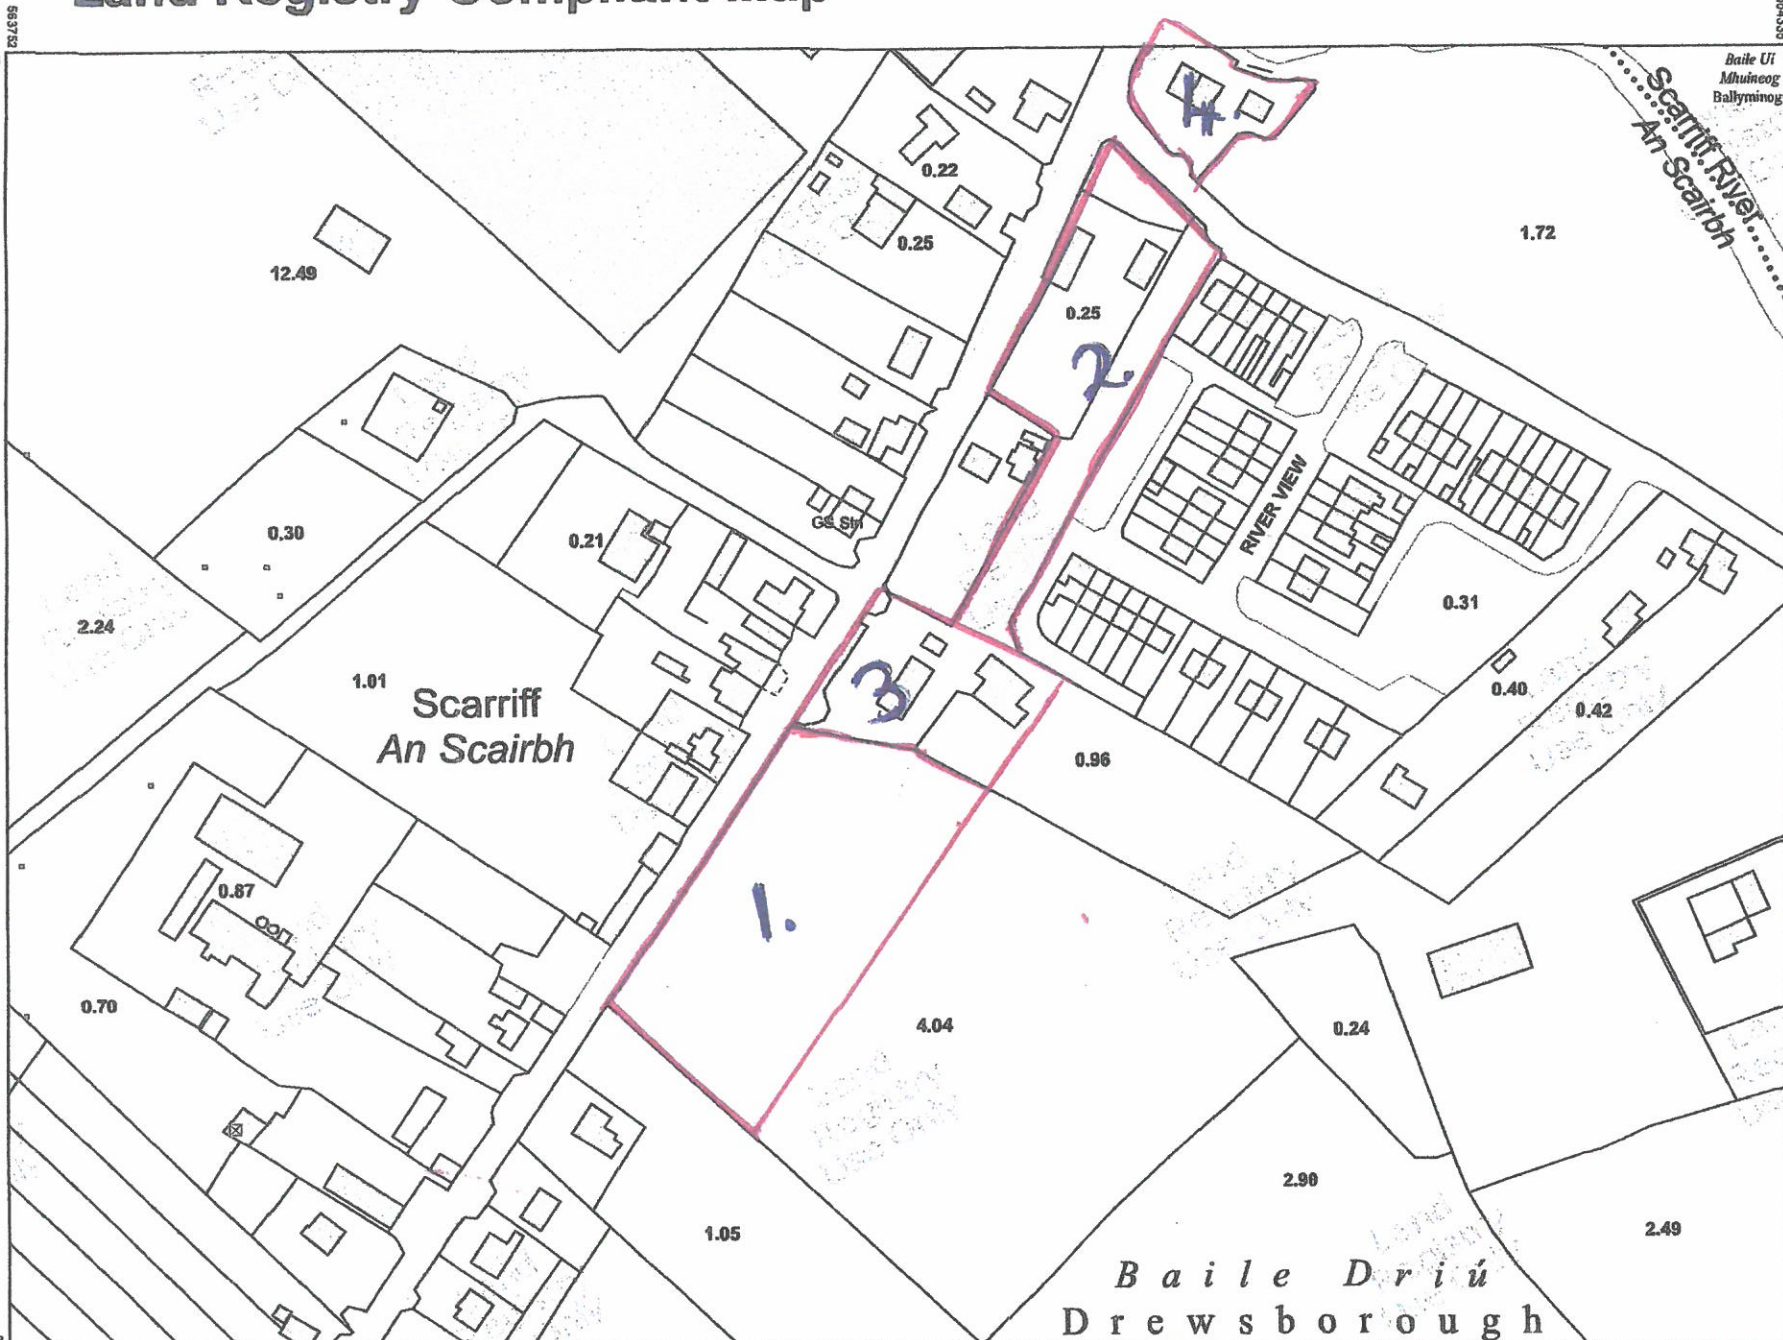 Land Registry Compliant Map
563752
Baile Uí
Mhuineog
Ballyminog
Scarriff River
An Scairbh
4.
0.22
1.72
0.25
12.49
0.25
2.
RIVER VIEW
GS Stn
0.30
0.21
0.31
2.24
1.01
3
0.40
0.42
Scarriff
An Scairbh
0.96
0.87
1.
0.70
4.04
0.24
2.90
1.05
2.49
Baile Driú
Drewsborough